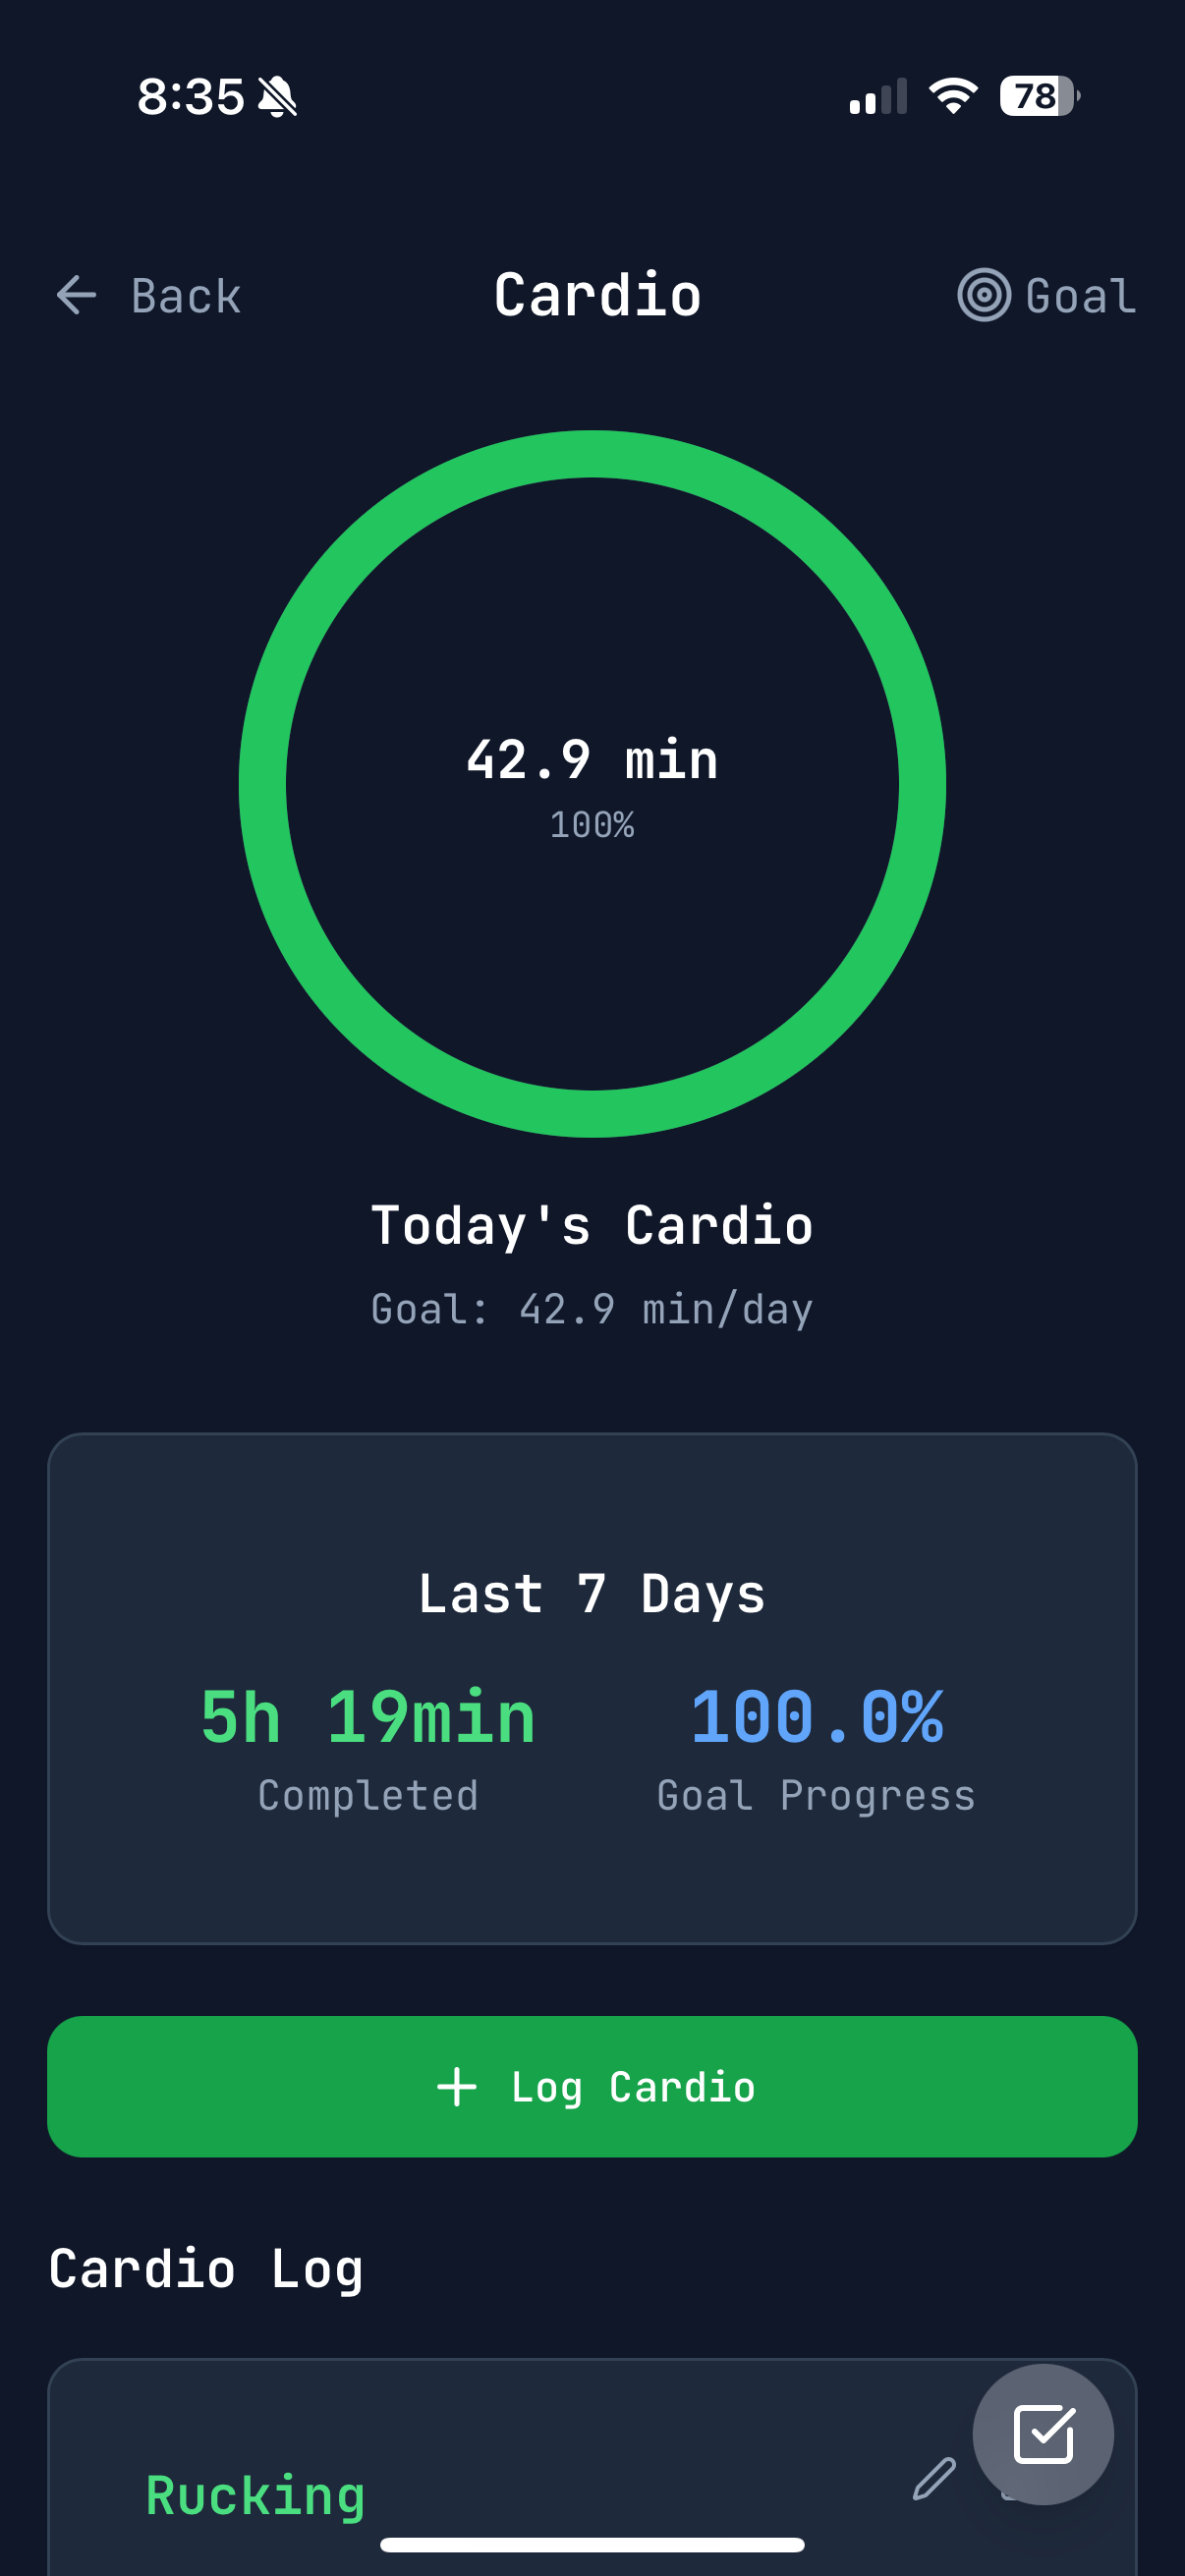 8:35
78
Back
Cardio
Goal
42.9 min
100%
Today's Cardio
Goal: 42.9 min/day
Last 7 Days
5h 19min
100.0%
Completed
Goal Progress
Log Cardio
Cardio Log
Rucking